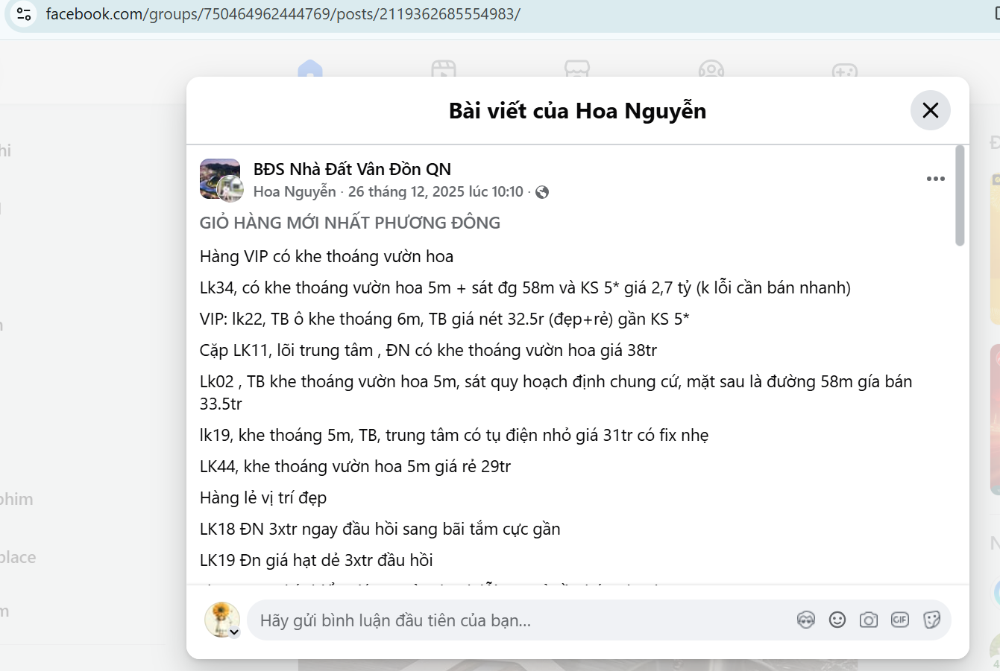 facebook.com/groups/750464962444769/posts/2119362685554983/
Bài viết của Hoa Nguyễn
BĐS Nhà Đất Vân Đồn QN
Hoa Nguyễn · 26 tháng 12, 2025 lúc 10:10 ·
GIỎ HÀNG MỚI NHẤT PHƯƠNG ĐÔNG
Hàng VIP có khe thoáng vườn hoa
Lk34, có khe thoáng vườn hoa 5m + sát đg 58m và KS 5* giá 2,7 tỷ (k lỗi cần bán nhanh)
VIP: lk22, TB ô khe thoáng 6m, TB giá nét 32.5r (đẹp+rẻ) gần KS 5*
Cặp LK11, lõi trung tâm , ĐN có khe thoáng vườn hoa giá 38tr
Lk02 , TB khe thoáng vườn hoa 5m, sát quy hoạch định chung cứ, mặt sau là đường 58m gía bán
33.5tr
lk19, khe thoáng 5m, TB, trung tâm có tụ điện nhỏ giá 31tr có fix nhẹ
LK44, khe thoáng vườn hoa 5m giá rẻ 29tr
Hàng lẻ vị trí đẹp
LK18 ĐN 3xtr ngay đầu hồi sang bãi tắm cực gần
LK19 Đn giá hạt dẻ 3xtr đầu hồi
Hãy gửi bình luận đầu tiên của bạn...
GIF
hi
phim
place